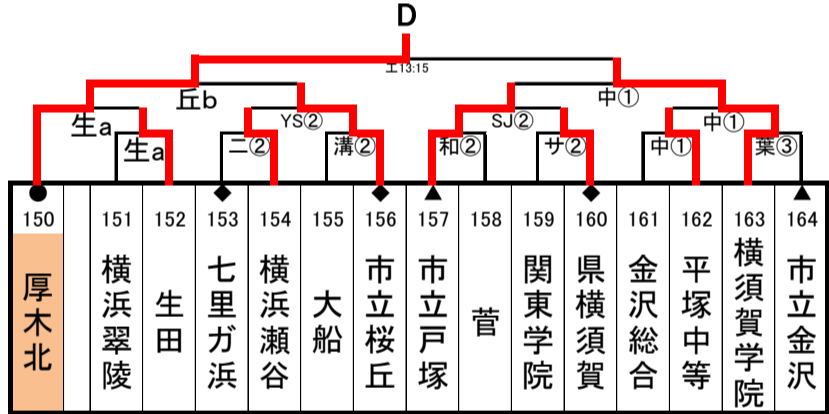 D
エ13:15
丘b
中①
生a
YS②
SJ②
中①
生a
二②
溝②
和②
サ②
中①
葉③
150
151
152
153
154
155
156
157
158
159
160
161
162
163
164
厚木北
横浜翠陵
生田
七里ガ浜
横浜瀬谷
大船
市立桜丘
市立戸塚
菅
関東学院
県横須賀
金沢総合
平塚中等
横須賀学院
市立金沢